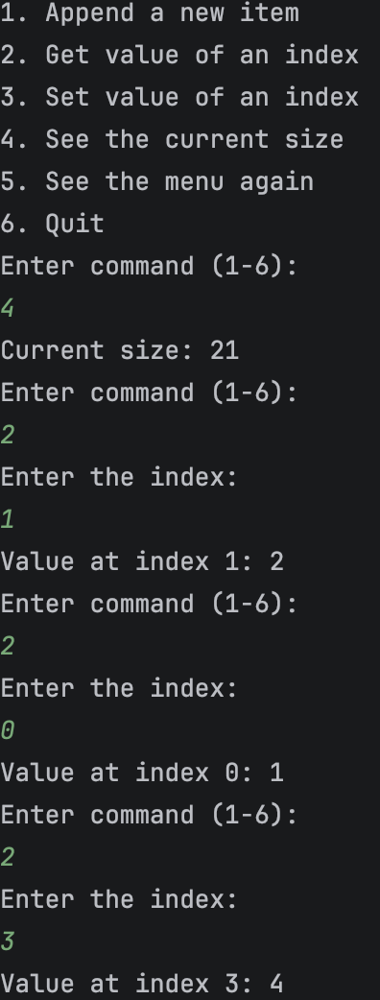 1. Append a new item
2. Get value of an index
3. Set value of an index
4. See the current size
5. See the menu again
6. Quit
Enter command (1-6):
4
Current size: 21
Enter command (1-6):
2
Enter the index:
1
Value at index 1: 2
Enter command (1-6):
2
Enter the index:
0
Value at index 0: 1
Enter command (1-6):
2
Enter the index:
3
Value at index 3: 4